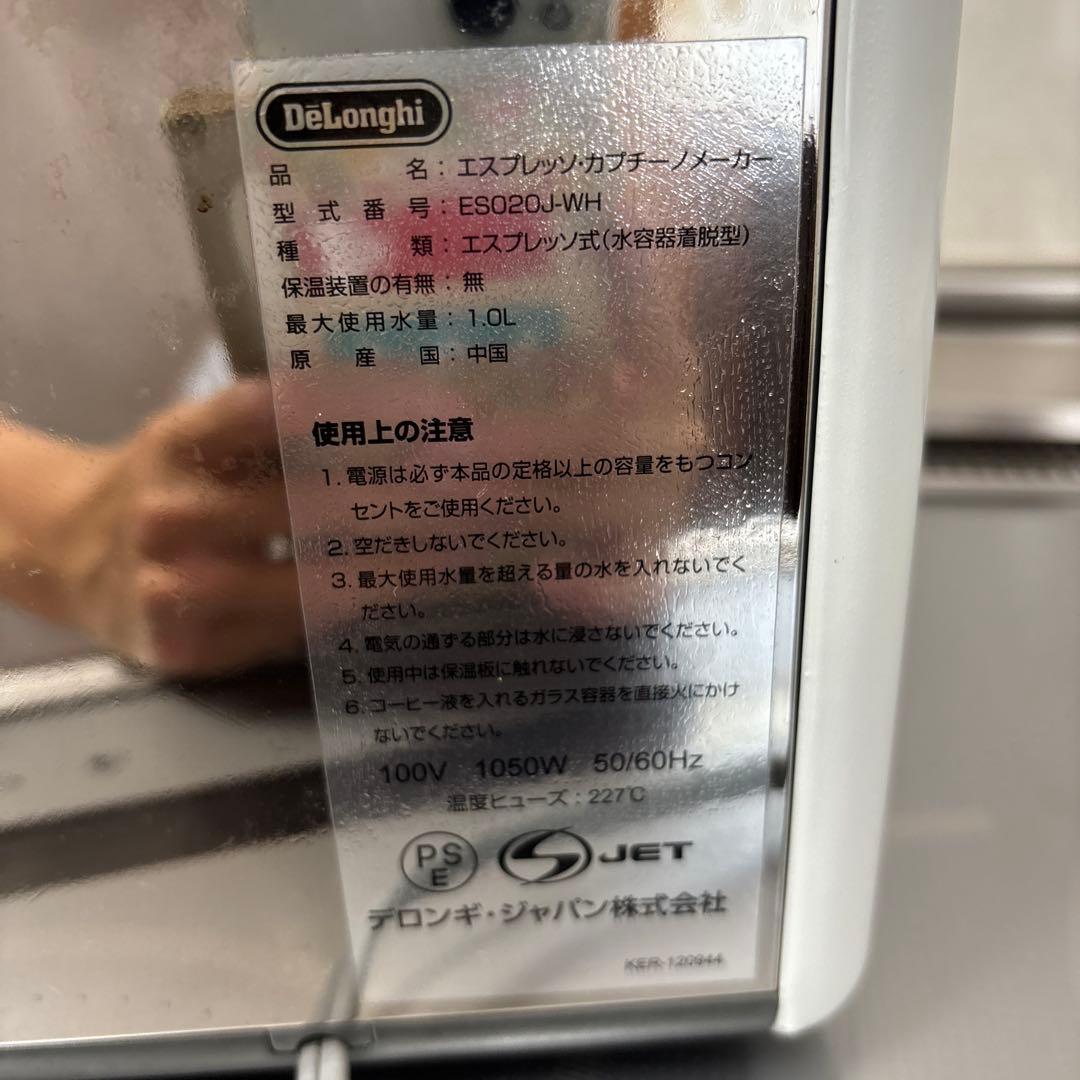 DēLonghi
品名：エスプレッソ・カプチーノメーカー
型式番号：ES020J-WH
種類：エスプレッソ式(水容器着脱型)
保温装置の有無：無
最大使用水量：1.0L
原産国：中国
使用上の注意
1. 電源は必ず本品の定格以上の容量をもつコン
セントをご使用ください。
2. 空だきしないでください。
3. 最大使用水量を超える量の水を入れないでく
ださい。
4. 電気の通ずる部分は水に浸さないでください。
5. 使用中は保温板に触れないでください。
6. コーヒー液を入れるガラス容器を直接火にかけ
ないでください。
100V 1050W 50/60Hz
温度ヒューズ：227℃
PSE
S JET
デロンギ・ジャパン株式会社
KER-120944